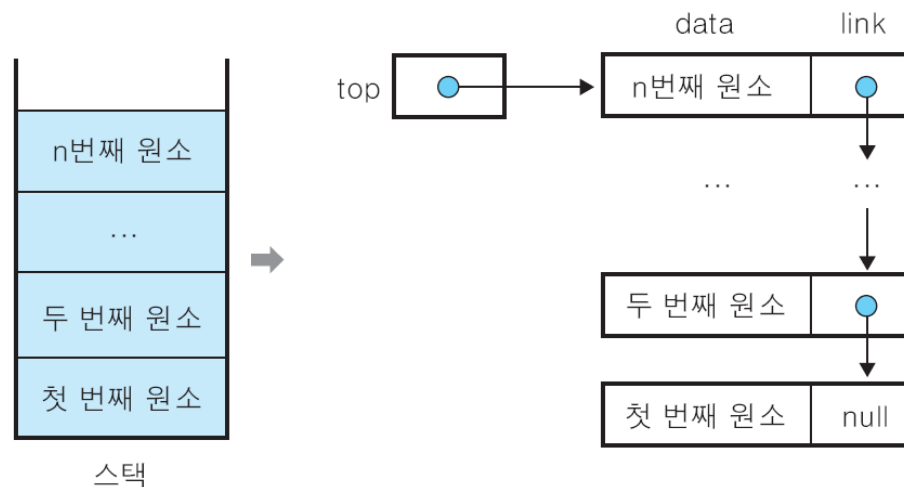 n번째 원소
...
두 번째 원소
첫 번째 원소
스택
data link
top
n번째 원소
... ...
두 번째 원소
첫 번째 원소 null